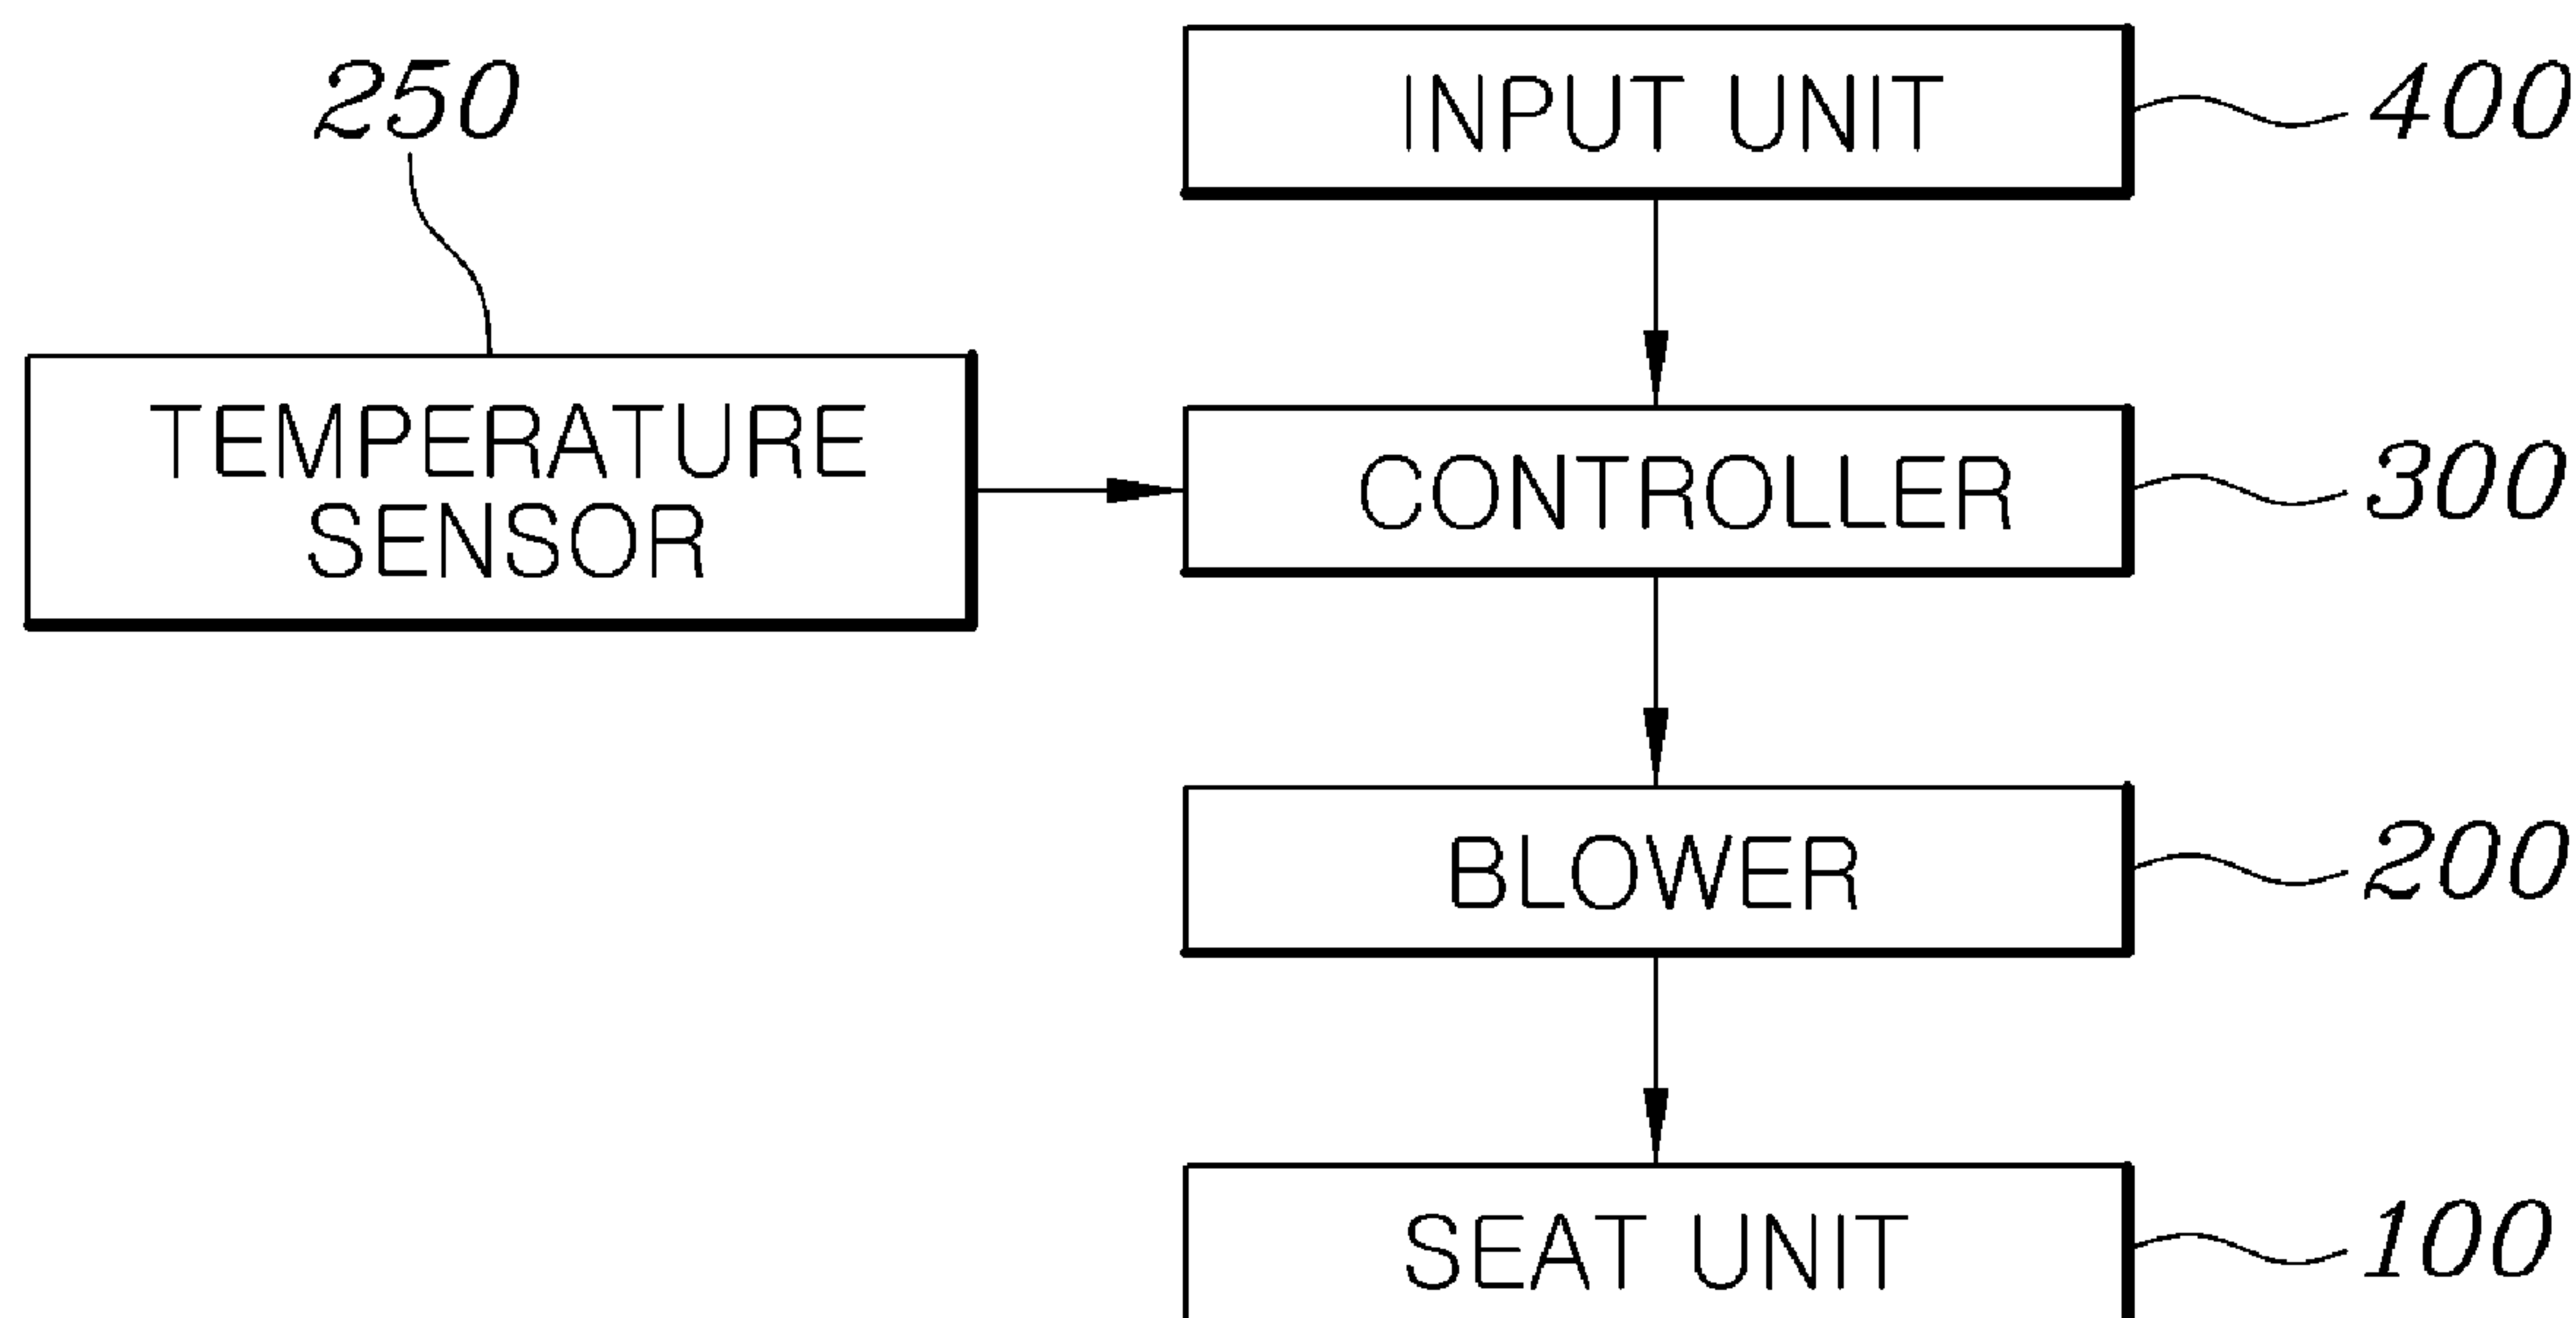 250
INPUT UNIT 400
TEMPERATURE
SENSOR
CONTROLLER 300
BLOWER 200
SEAT UNIT 100